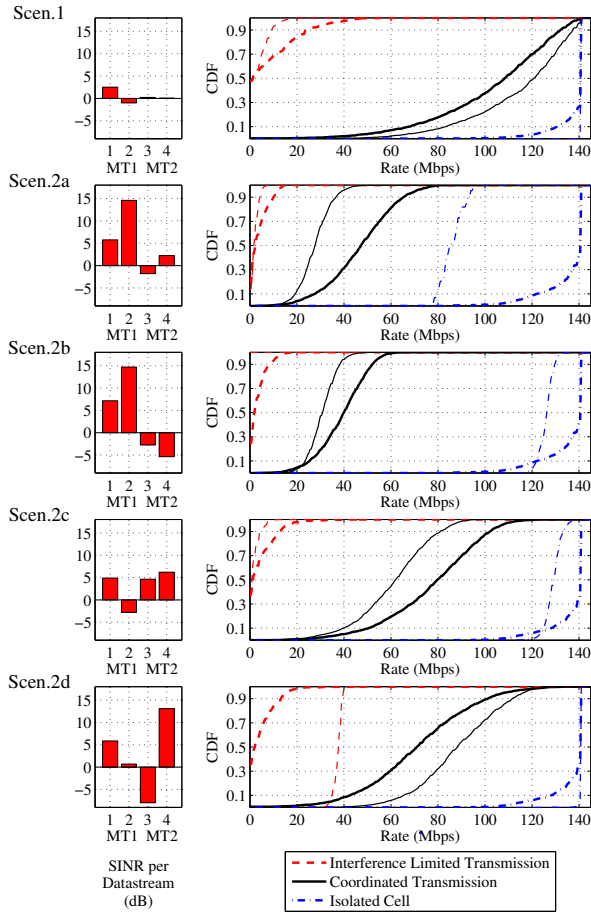 Scen.1
15
10
5
0
−5
1 2 3 4
MT1 MT2
CDF
0.9
0.7
0.5
0.3
0.1
0 20 40 60 80 100 120 140
Rate (Mbps)
Scen.2a
15
10
5
0
−5
1 2 3 4
MT1 MT2
CDF
0.9
0.7
0.5
0.3
0.1
0 20 40 60 80 100 120 140
Rate (Mbps)
Scen.2b
15
10
5
0
−5
1 2 3 4
MT1 MT2
CDF
0.9
0.7
0.5
0.3
0.1
0 20 40 60 80 100 120 140
Rate (Mbps)
Scen.2c
15
10
5
0
−5
1 2 3 4
MT1 MT2
CDF
0.9
0.7
0.5
0.3
0.1
0 20 40 60 80 100 120 140
Rate (Mbps)
Scen.2d
15
10
5
0
−5
1 2 3 4
MT1 MT2
CDF
0.9
0.7
0.5
0.3
0.1
0 20 40 60 80 100 120 140
Rate (Mbps)
SINR per
Datastream
(dB)
Interference Limited Transmission
Coordinated Transmission
Isolated Cell